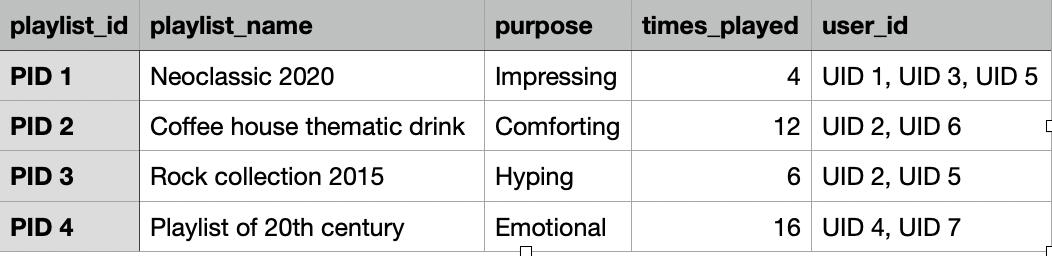 playlist_id playlist_name purpose times_played user_id
PID 1 Neoclassic 2020 Impressing 4 UID 1, UID 3, UID 5
PID 2 Coffee house thematic drink Comforting 12 UID 2, UID 6
PID 3 Rock collection 2015 Hyping 6 UID 2, UID 5
PID 4 Playlist of 20th century Emotional 16 UID 4, UID 7